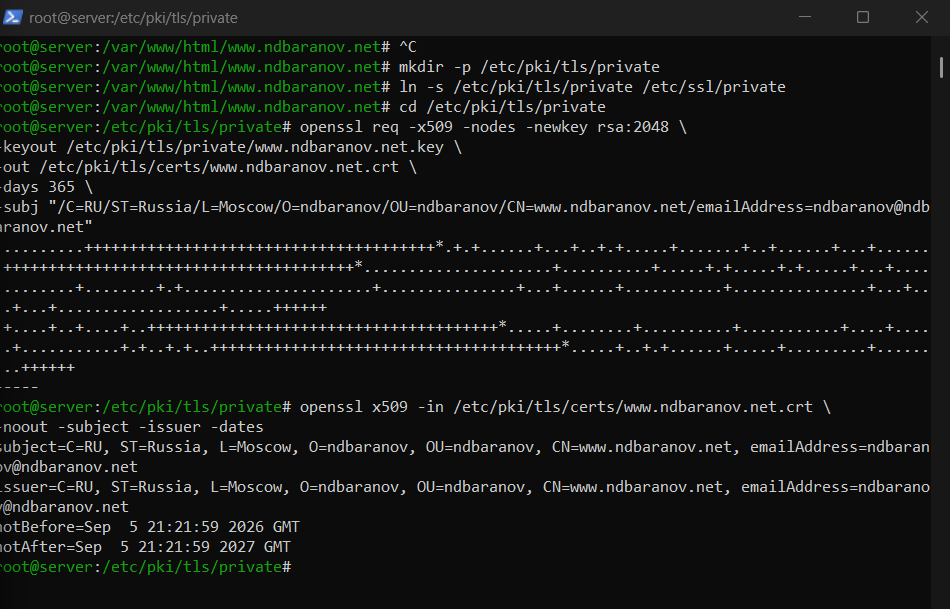 root@server:/etc/pki/tls/private
root@server:/var/www/html/www.ndbaranov.net# ^C
root@server:/var/www/html/www.ndbaranov.net# mkdir -p /etc/pki/tls/private
root@server:/var/www/html/www.ndbaranov.net# ln -s /etc/pki/tls/private /etc/ssl/private
root@server:/var/www/html/www.ndbaranov.net# cd /etc/pki/tls/private
root@server:/etc/pki/tls/private# openssl req -x509 -nodes -newkey rsa:2048 \
-keyout /etc/pki/tls/private/www.ndbaranov.net.key \
-out /etc/pki/tls/certs/www.ndbaranov.net.crt \
-days 365 \
-subj "/C=RU/ST=Russia/L=Moscow/O=ndbaranov/OU=ndbaranov/CN=www.ndbaranov.net/emailAddress=ndbaranov@ndb
aranov.net"
.........+++++++++++++++++++++++++++++++++++++++*.+.+......+...+..+.+.....+.......+..+......+...+......
+++++++++++++++++++++++++++++++++++++++*.....................+..........+.....+.+.....+.+.....+...+....
........+........+.+.....................+...............+...+......+............+...............+...+..
.+...+..................+.....++++++
+....+..+....+..+++++++++++++++++++++++++++++++++++++++*.....+........+..........+...........+....+....
.+...........+.+..+.+..+++++++++++++++++++++++++++++++++++++++*.....+..+.+......+.....+.........+......
..++++++
-----
root@server:/etc/pki/tls/private# openssl x509 -in /etc/pki/tls/certs/www.ndbaranov.net.crt \
-noout -subject -issuer -dates
subject=C=RU, ST=Russia, L=Moscow, O=ndbaranov, OU=ndbaranov, CN=www.ndbaranov.net, emailAddress=ndbaran
ov@ndbaranov.net
issuer=C=RU, ST=Russia, L=Moscow, O=ndbaranov, OU=ndbaranov, CN=www.ndbaranov.net, emailAddress=ndbarano
v@ndbaranov.net
notBefore=Sep  5 21:21:59 2026 GMT
notAfter=Sep  5 21:21:59 2027 GMT
root@server:/etc/pki/tls/private#